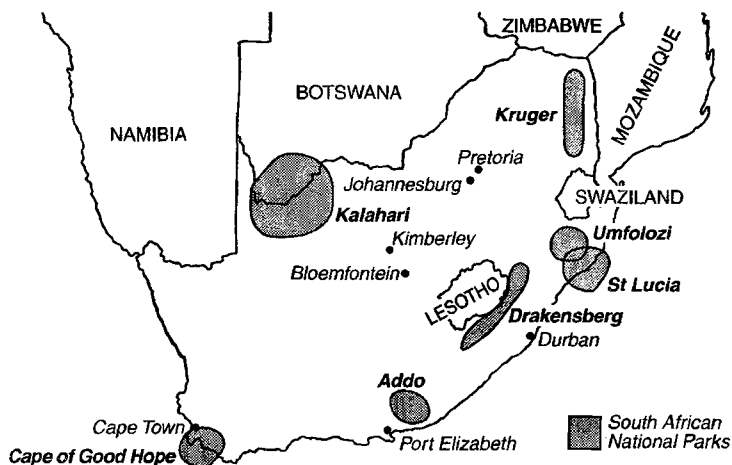 ZIMBABWE
BOTSWANA
MOZAMBIQUE
NAMIBIA
Kruger
Pretoria
Johannesburg
SWAZILAND
Kalahari
Umfolozi
Kimberley
Bloemfontein
St Lucia
LESOTHO
Drakensberg
Durban
Addo
Cape Town
Port Elizabeth
Cape of Good Hope
South African
National Parks